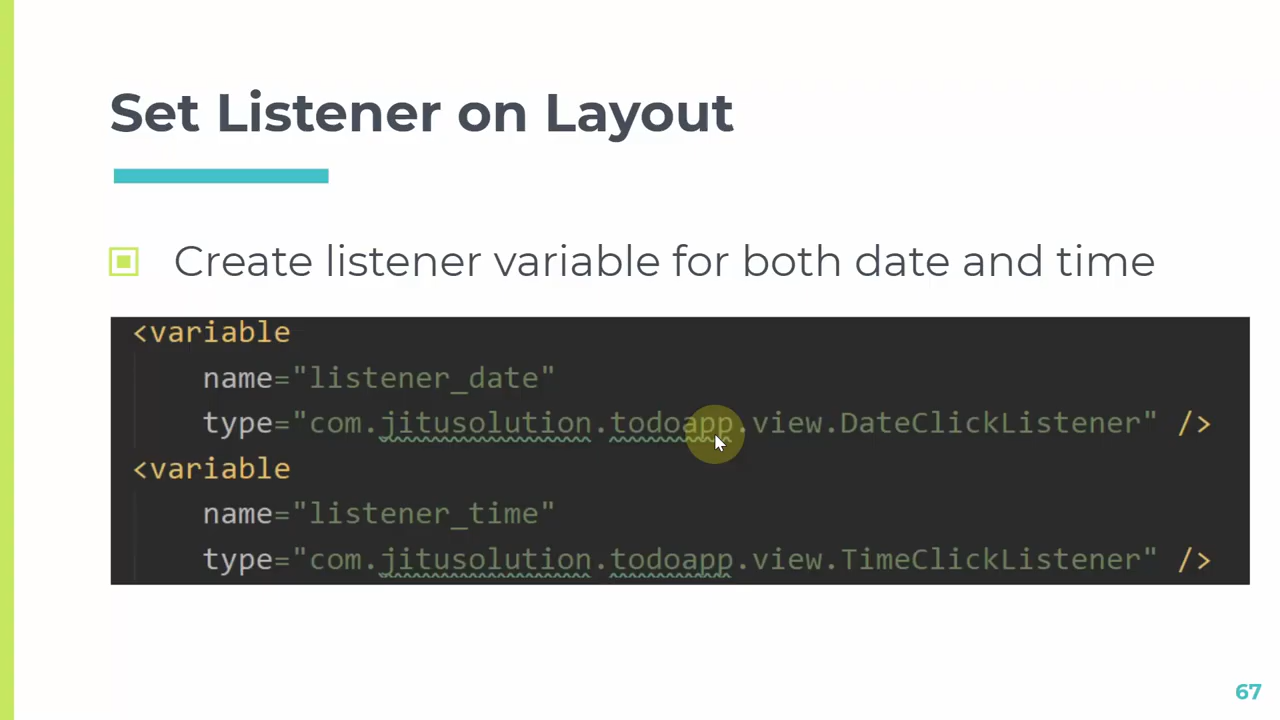 Set Listener on Layout
Create listener variable for both date and time
<variable
name="listener_date"
type="com.jitusolution.todoapp.view.DateClickListener" />
<variable
name="listener_time"
type="com.jitusolution.todoapp.view.TimeClickListener" />
67